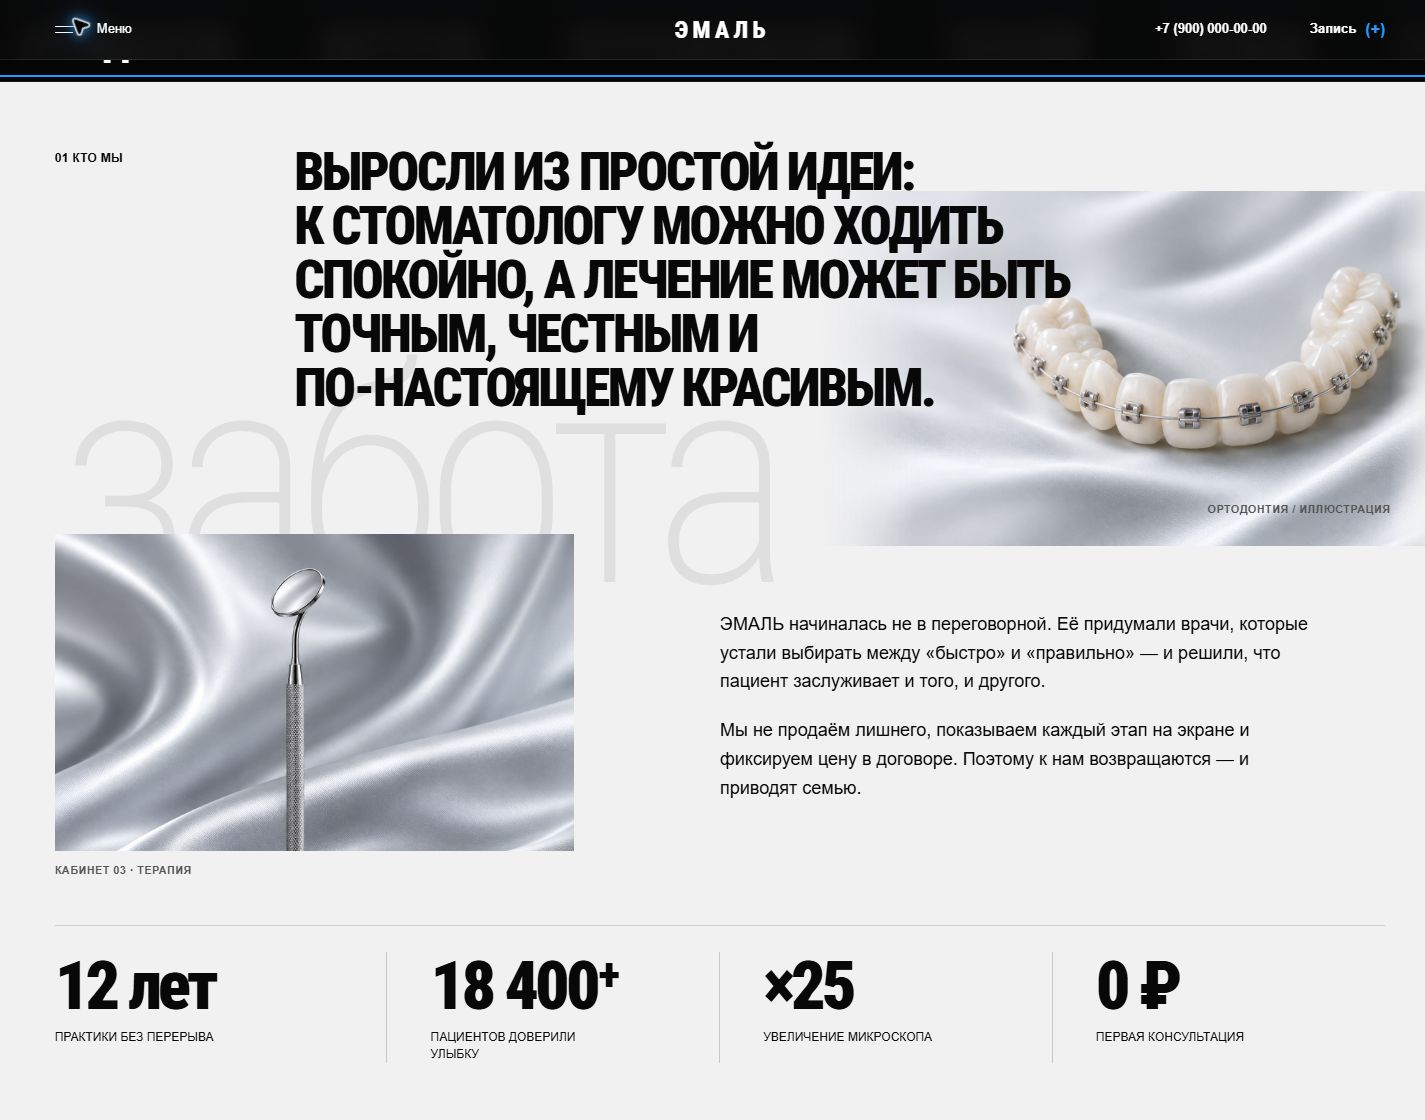 Меню
ЭМАЛЬ
+7 (900) 000-00-00
Запись (+)
01 КТО МЫ
ВЫРОСЛИ ИЗ ПРОСТОЙ ИДЕИ:
К СТОМАТОЛОГУ МОЖНО ХОДИТЬ
СПОКОЙНО, А ЛЕЧЕНИЕ МОЖЕТ БЫТЬ
ТОЧНЫМ, ЧЕСТНЫМ И
ПО-НАСТОЯЩЕМУ КРАСИВЫМ.
забота
ОРТОДОНТИЯ / ИЛЛЮСТРАЦИЯ
ЭМАЛЬ начиналась не в переговорной. Её придумали врачи, которые
устали выбирать между «быстро» и «правильно» — и решили, что
пациент заслуживает и того, и другого.
Мы не продаём лишнего, показываем каждый этап на экране и
фиксируем цену в договоре. Поэтому к нам возвращаются — и
приводят семью.
КАБИНЕТ 03 · ТЕРАПИЯ
12 лет
ПРАКТИКИ БЕЗ ПЕРЕРЫВА
18 400+
ПАЦИЕНТОВ ДОВЕРИЛИ
УЛЫБКУ
×25
УВЕЛИЧЕНИЕ МИКРОСКОПА
0 ₽
ПЕРВАЯ КОНСУЛЬТАЦИЯ